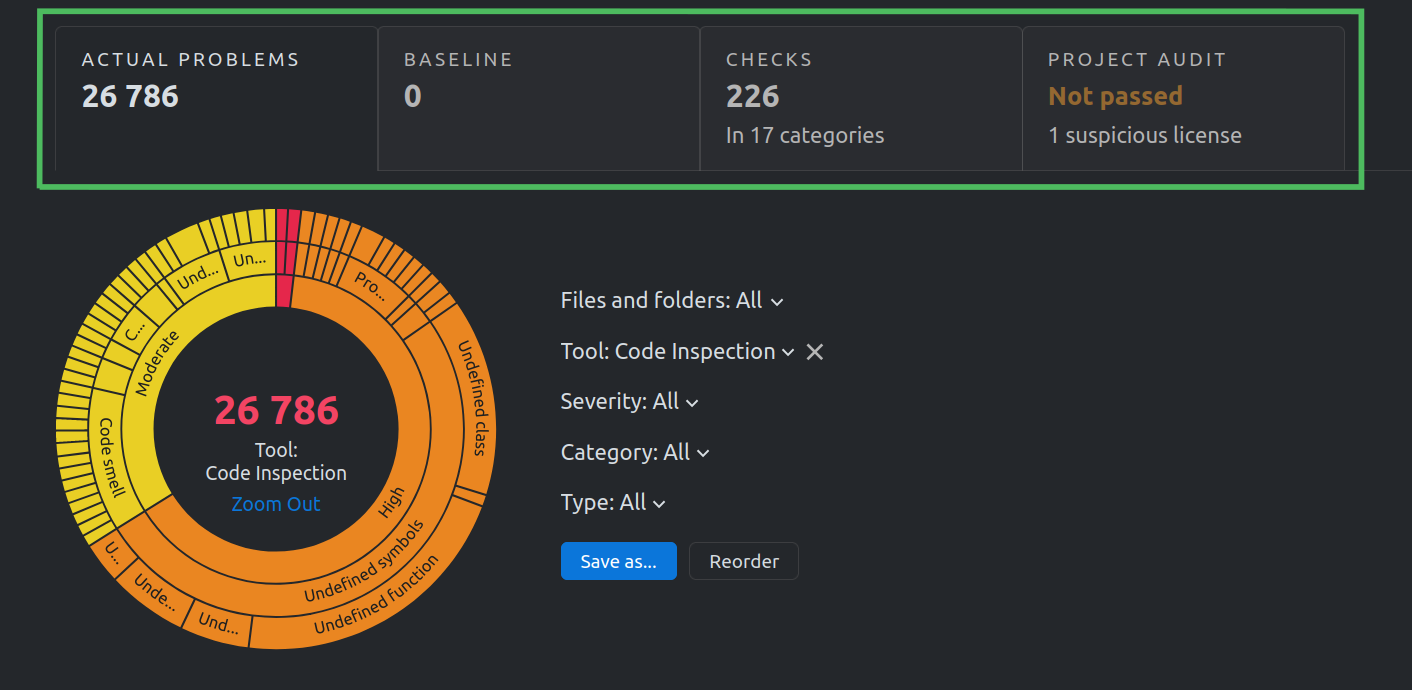 ACTUAL PROBLEMS
26 786
BASELINE
0
CHECKS
226
In 17 categories
PROJECT AUDIT
Not passed
1 suspicious license
Un...
Und...
C...
Moderate
Code smell
Pro...
Undefined class
High
Undefined symbols
Undefined function
U...
Unde...
Und...
26 786
Tool:
Code Inspection
Zoom Out
Files and folders: All
Tool: Code Inspection
Severity: All
Category: All
Type: All
Save as...
Reorder